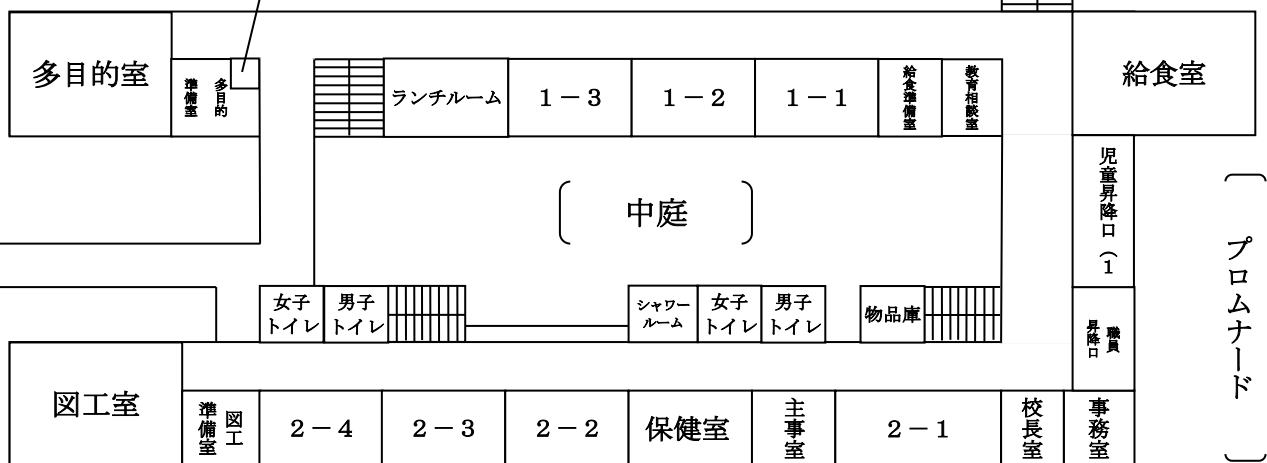 多目的室
多目的
準備室
ランチルーム
1-3
1-2
1-1
給食準備室
教育相談室
給食室
児童昇降口(1
中庭
プロムナード
女子
トイレ
男子
トイレ
シャワー
ルーム
女子
トイレ
男子
トイレ
物品庫
職員
昇降口
図工室
図工
準備室
2-4
2-3
2-2
保健室
主事室
2-1
校長室
事務室